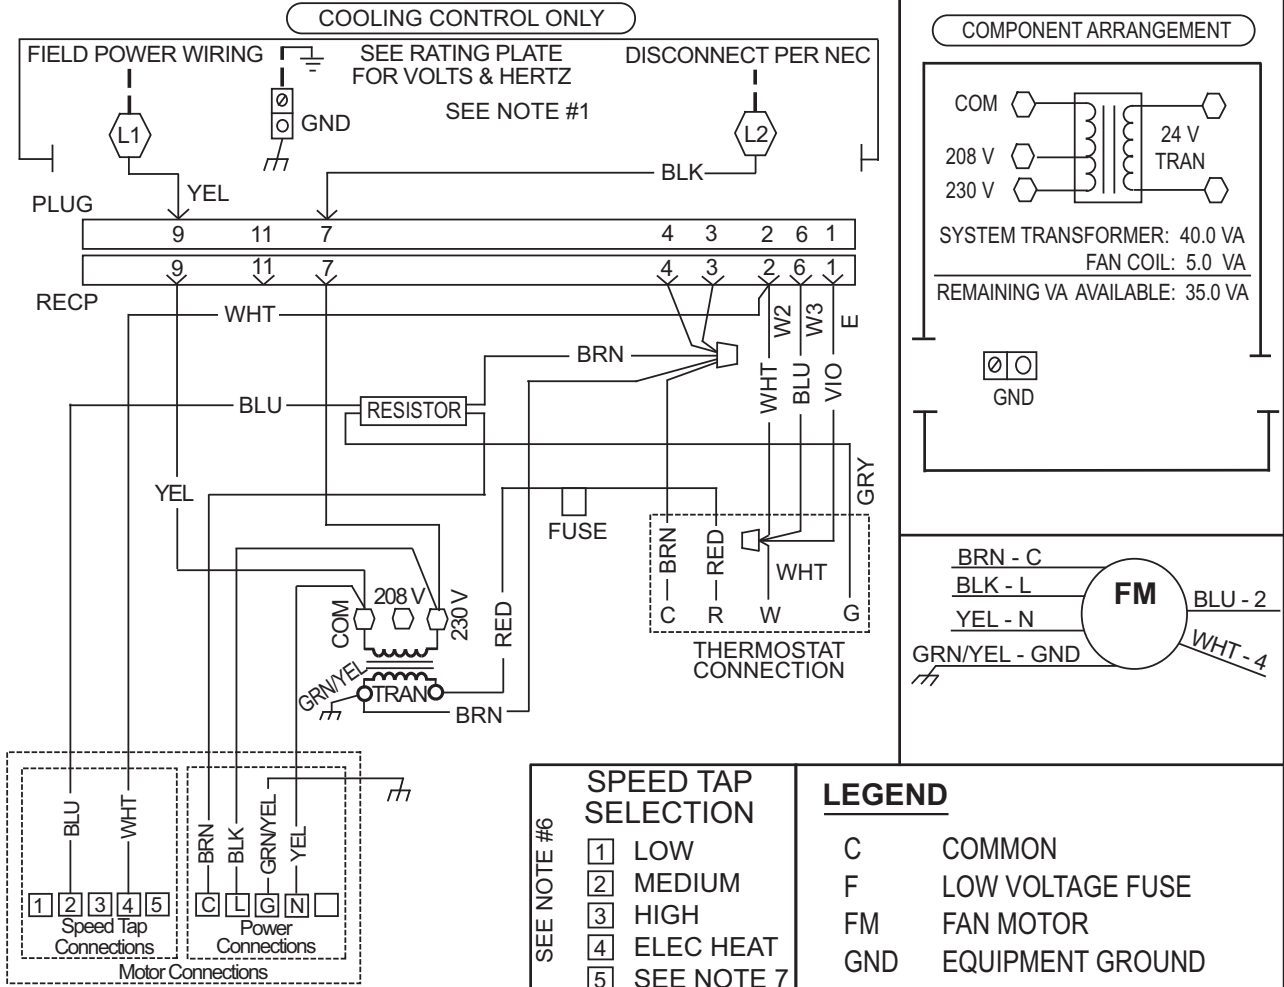 COOLING CONTROL ONLY
FIELD POWER WIRING
SEE RATING PLATE
FOR VOLTS & HERTZ
DISCONNECT PER NEC
SEE NOTE #1
L1
GND
L2
BLK
YEL
PLUG
9 11 7 4 3 2 6 1
9 11 7 4 3 2 6 1
RECP
WHT
W2
W3
E
BRN
WHT
BLU
VIO
BLU
RESISTOR
YEL
GRY
FUSE
BRN
RED
WHT
C R W G
THERMOSTAT
CONNECTION
COM
208 V
230 V
RED
GRN/YEL
TRAN
BRN
BLU
WHT
BRN
BLK
GRN/YEL
YEL
1 2 3 4 5
C L G N
Speed Tap
Connections
Power
Connections
Motor Connections
COMPONENT ARRANGEMENT
COM
208 V
230 V
24 V
TRAN
SYSTEM TRANSFORMER: 40.0 VA
FAN COIL: 5.0 VA
REMAINING VA AVAILABLE: 35.0 VA
GND
BRN - C
BLK - L
YEL - N
GRN/YEL - GND
FM
BLU - 2
WHT - 4
SEE NOTE #6
SPEED TAP
SELECTION
1 LOW
2 MEDIUM
3 HIGH
4 ELEC HEAT
5 SEE NOTE 7
LEGEND
C COMMON
F LOW VOLTAGE FUSE
FM FAN MOTOR
GND EQUIPMENT GROUND